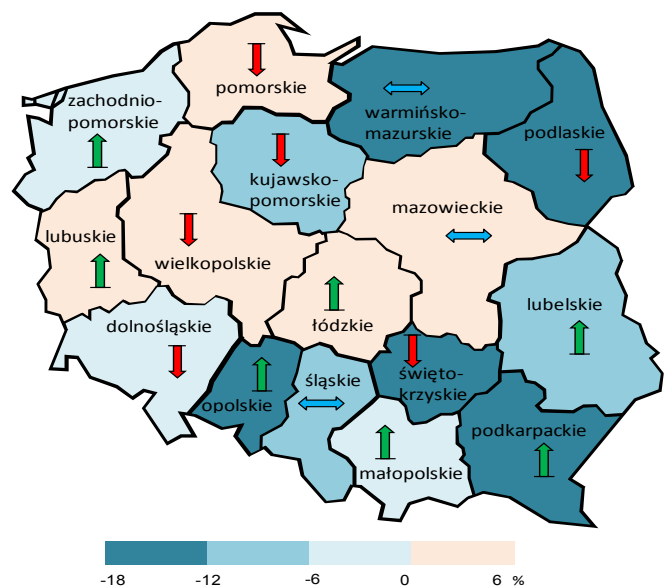 pomorskie
zachodnio-
pomorskie
warmińsko-
mazurskie
podlaskie
kujawsko-
pomorskie
mazowieckie
lubuskie
wielkopolskie
lubelskie
dolnośląskie
łódzkie
śląskie
święto-
krzyskie
opolskie
podkarpackie
małopolskie
-18 -12 -6 0 6 %